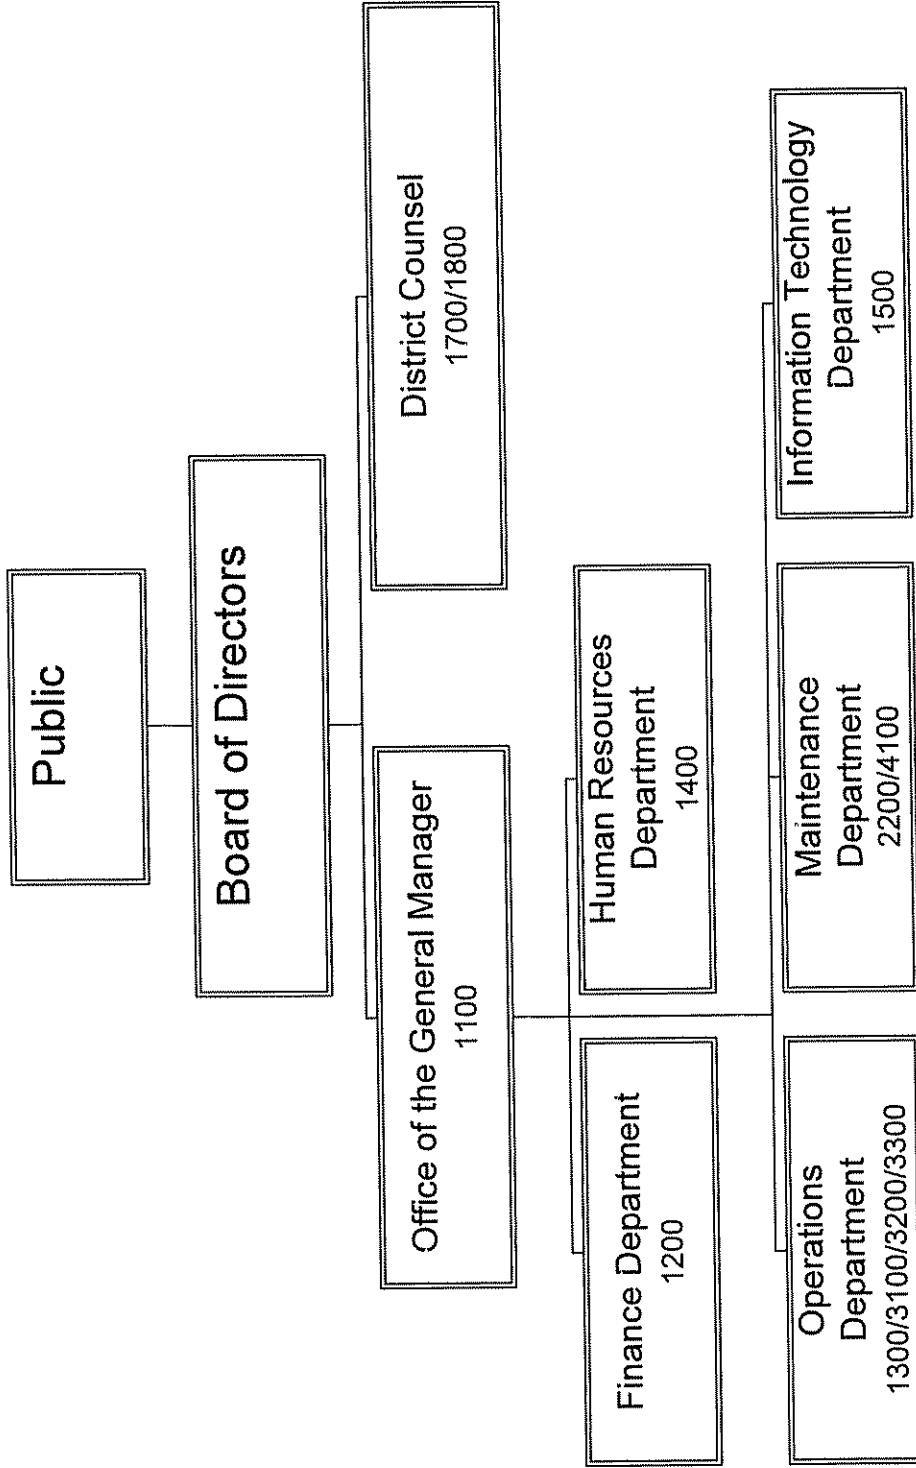 Public
Board of Directors
Office of the General Manager
1100
District Counsel
1700/1800
Finance Department
1200
Human Resources
Department
1400
Operations
Department
1300/3100/3200/3300
Maintenance
Department
2200/4100
Information Technology
Department
1500